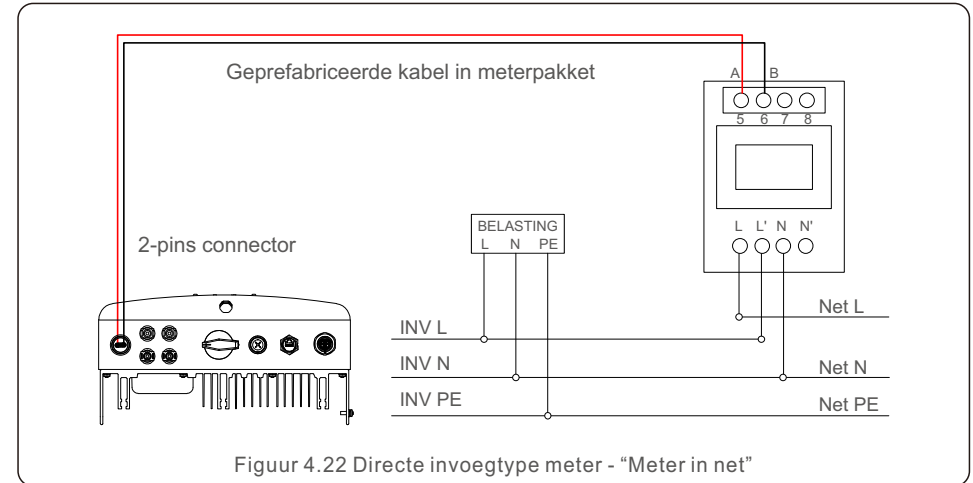 Geprefabriceerde kabel in meterpakket
A B
5 6 7 8
BELASTING
L N PE
L L' N N'
2-pins connector
Net L
INV L
INV N
Net N
INV PE
Net PE
Figuur 4.22 Directe invoegtype meter - “Meter in net”